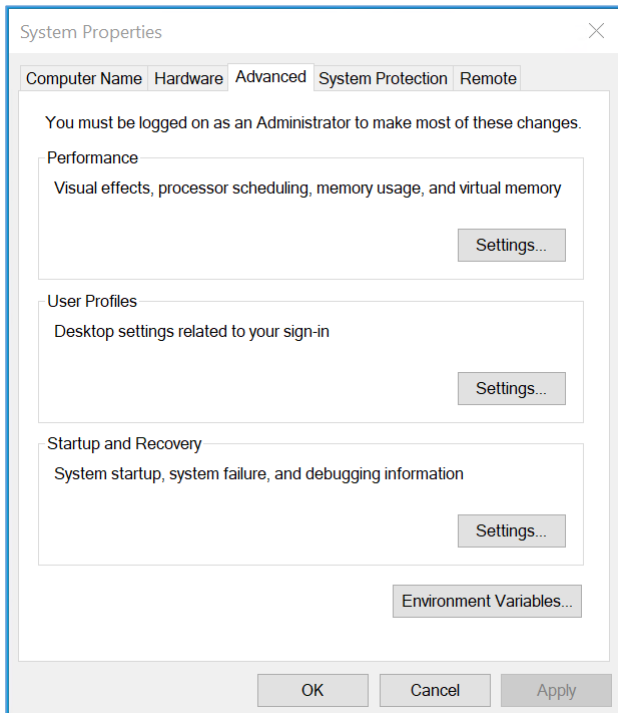 System Properties
Computer Name Hardware Advanced System Protection Remote
You must be logged on as an Administrator to make most of these changes.
Performance
Visual effects, processor scheduling, memory usage, and virtual memory
Settings...
User Profiles
Desktop settings related to your sign-in
Settings...
Startup and Recovery
System startup, system failure, and debugging information
Settings...
Environment Variables...
OK Cancel Apply